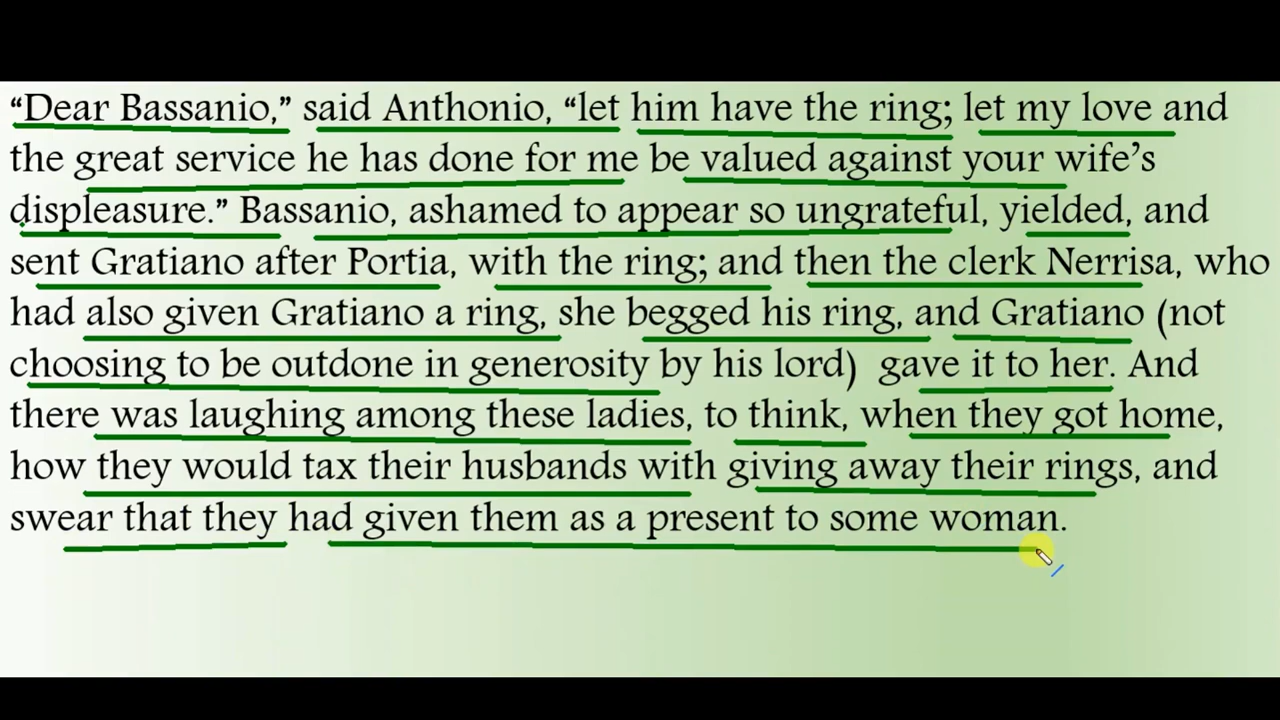 “Dear Bassanio,” said Anthonio, “let him have the ring; let my love and
the great service he has done for me be valued against your wife’s
displeasure.” Bassanio, ashamed to appear so ungrateful, yielded, and
sent Gratiano after Portia, with the ring; and then the clerk Nerrisa, who
had also given Gratiano a ring, she begged his ring, and Gratiano (not
choosing to be outdone in generosity by his lord) gave it to her. And
there was laughing among these ladies, to think, when they got home,
how they would tax their husbands with giving away their rings, and
swear that they had given them as a present to some woman.